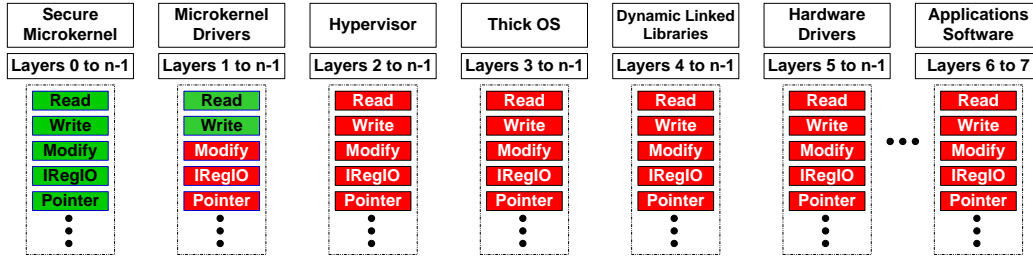 Secure
Microkernel
Microkernel
Drivers
Hypervisor
Thick OS
Dynamic Linked
Libraries
Hardware
Drivers
Applications
Software
Layers 0 to n-1
Layers 1 to n-1
Layers 2 to n-1
Layers 3 to n-1
Layers 4 to n-1
Layers 5 to n-1
Layers 6 to 7
Read
Write
Modify
IRegIO
Pointer
Read
Write
Modify
IRegIO
Pointer
Read
Write
Modify
IRegIO
Pointer
Read
Write
Modify
IRegIO
Pointer
Read
Write
Modify
IRegIO
Pointer
Read
Write
Modify
IRegIO
Pointer
Read
Write
Modify
IRegIO
Pointer